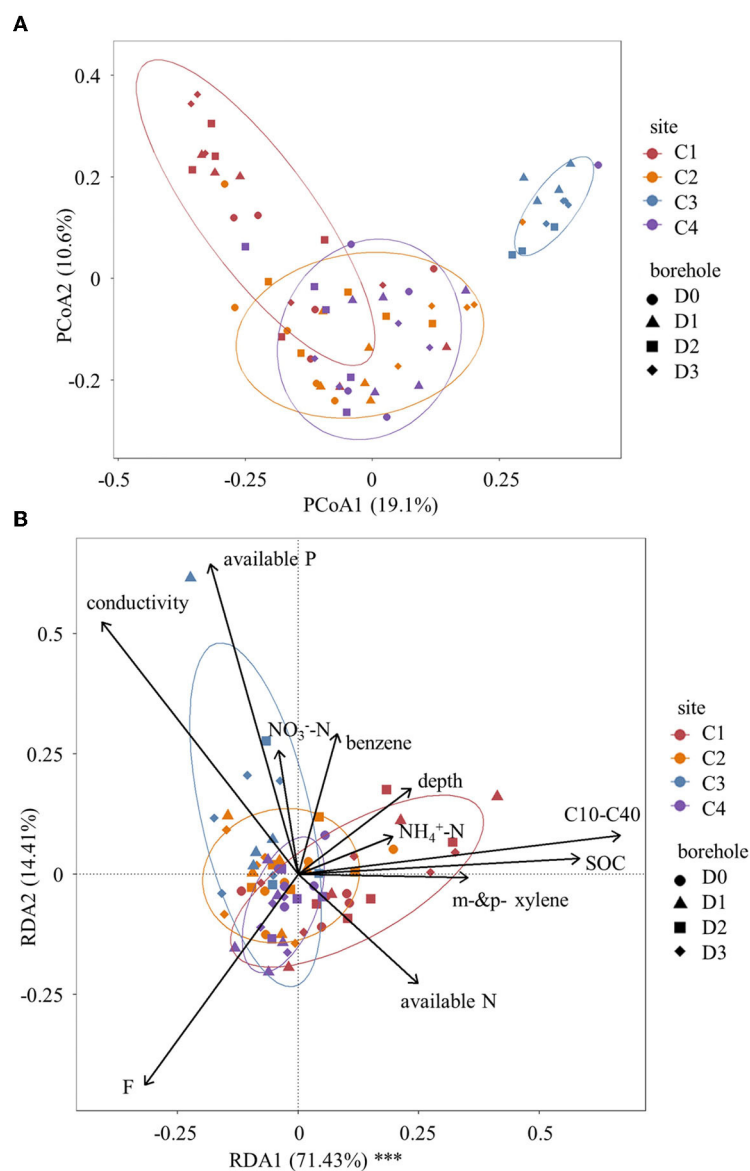 A
0.4
0.2
0
-0.2
PCoA2 (10.6%)
-0.5
-0.25
0
0.25
PCoA1 (19.1%)
site
C1
C2
C3
C4
borehole
D0
D1
D2
D3
B
available P
conductivity
NO3⁻-N
benzene
depth
NH4⁺-N
C10-C40
SOC
m-&p- xylene
available N
F
0.5
0.25
0
-0.25
RDA2 (14.41%)
-0.25
0
0.25
0.5
RDA1 (71.43%) ***
site
C1
C2
C3
C4
borehole
D0
D1
D2
D3